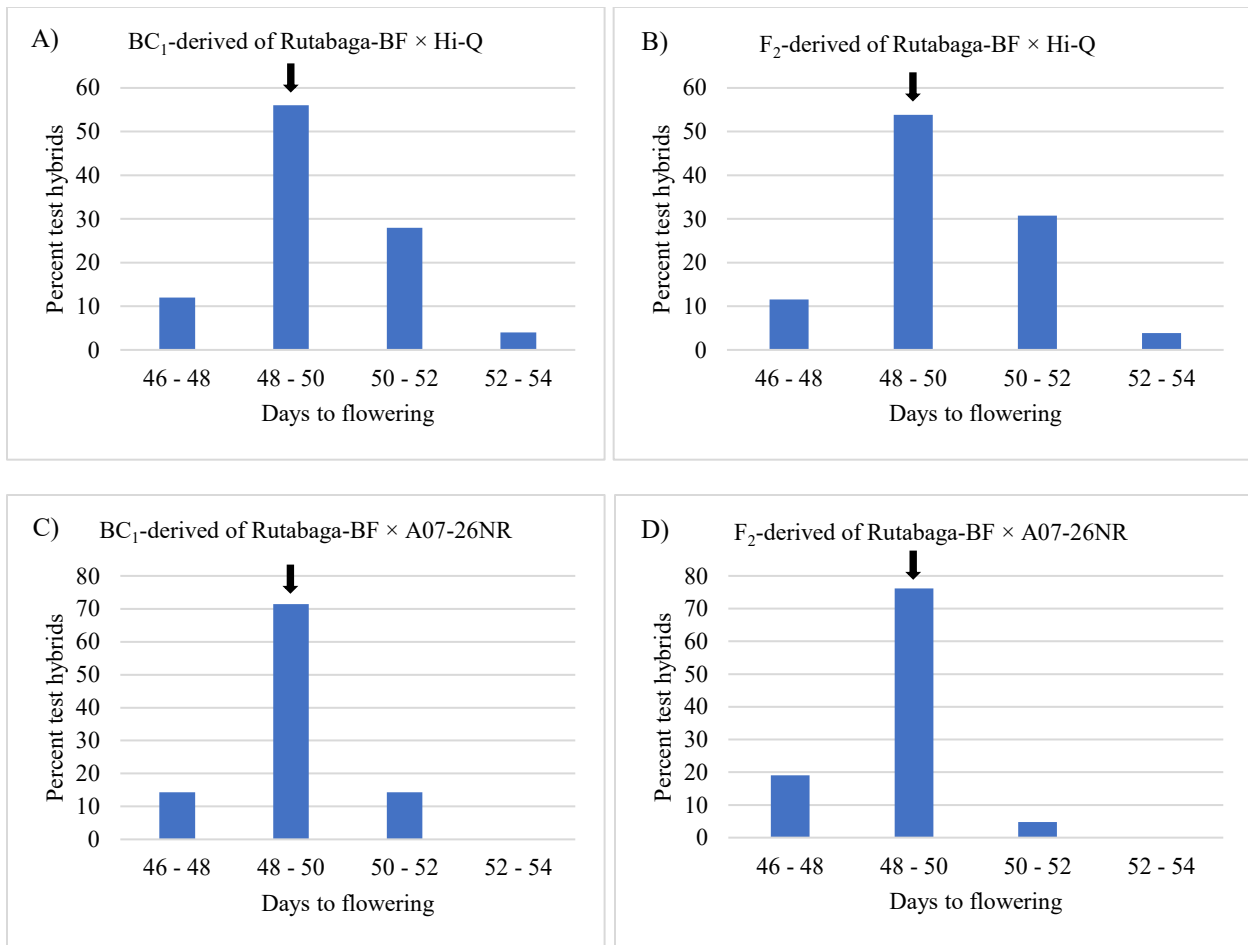 A) BC₁-derived of Rutabaga-BF × Hi-Q
Percent test hybrids
60
50
40
30
20
10
0
46 - 48 48 - 50 50 - 52 52 - 54
Days to flowering
B) F₂-derived of Rutabaga-BF × Hi-Q
Percent test hybrids
60
50
40
30
20
10
0
46 - 48 48 - 50 50 - 52 52 - 54
Days to flowering
C) BC₁-derived of Rutabaga-BF × A07-26NR
Percent test hybrids
80
70
60
50
40
30
20
10
0
46 - 48 48 - 50 50 - 52 52 - 54
Days to flowering
D) F₂-derived of Rutabaga-BF × A07-26NR
Percent test hybrids
80
70
60
50
40
30
20
10
0
46 - 48 48 - 50 50 - 52 52 - 54
Days to flowering